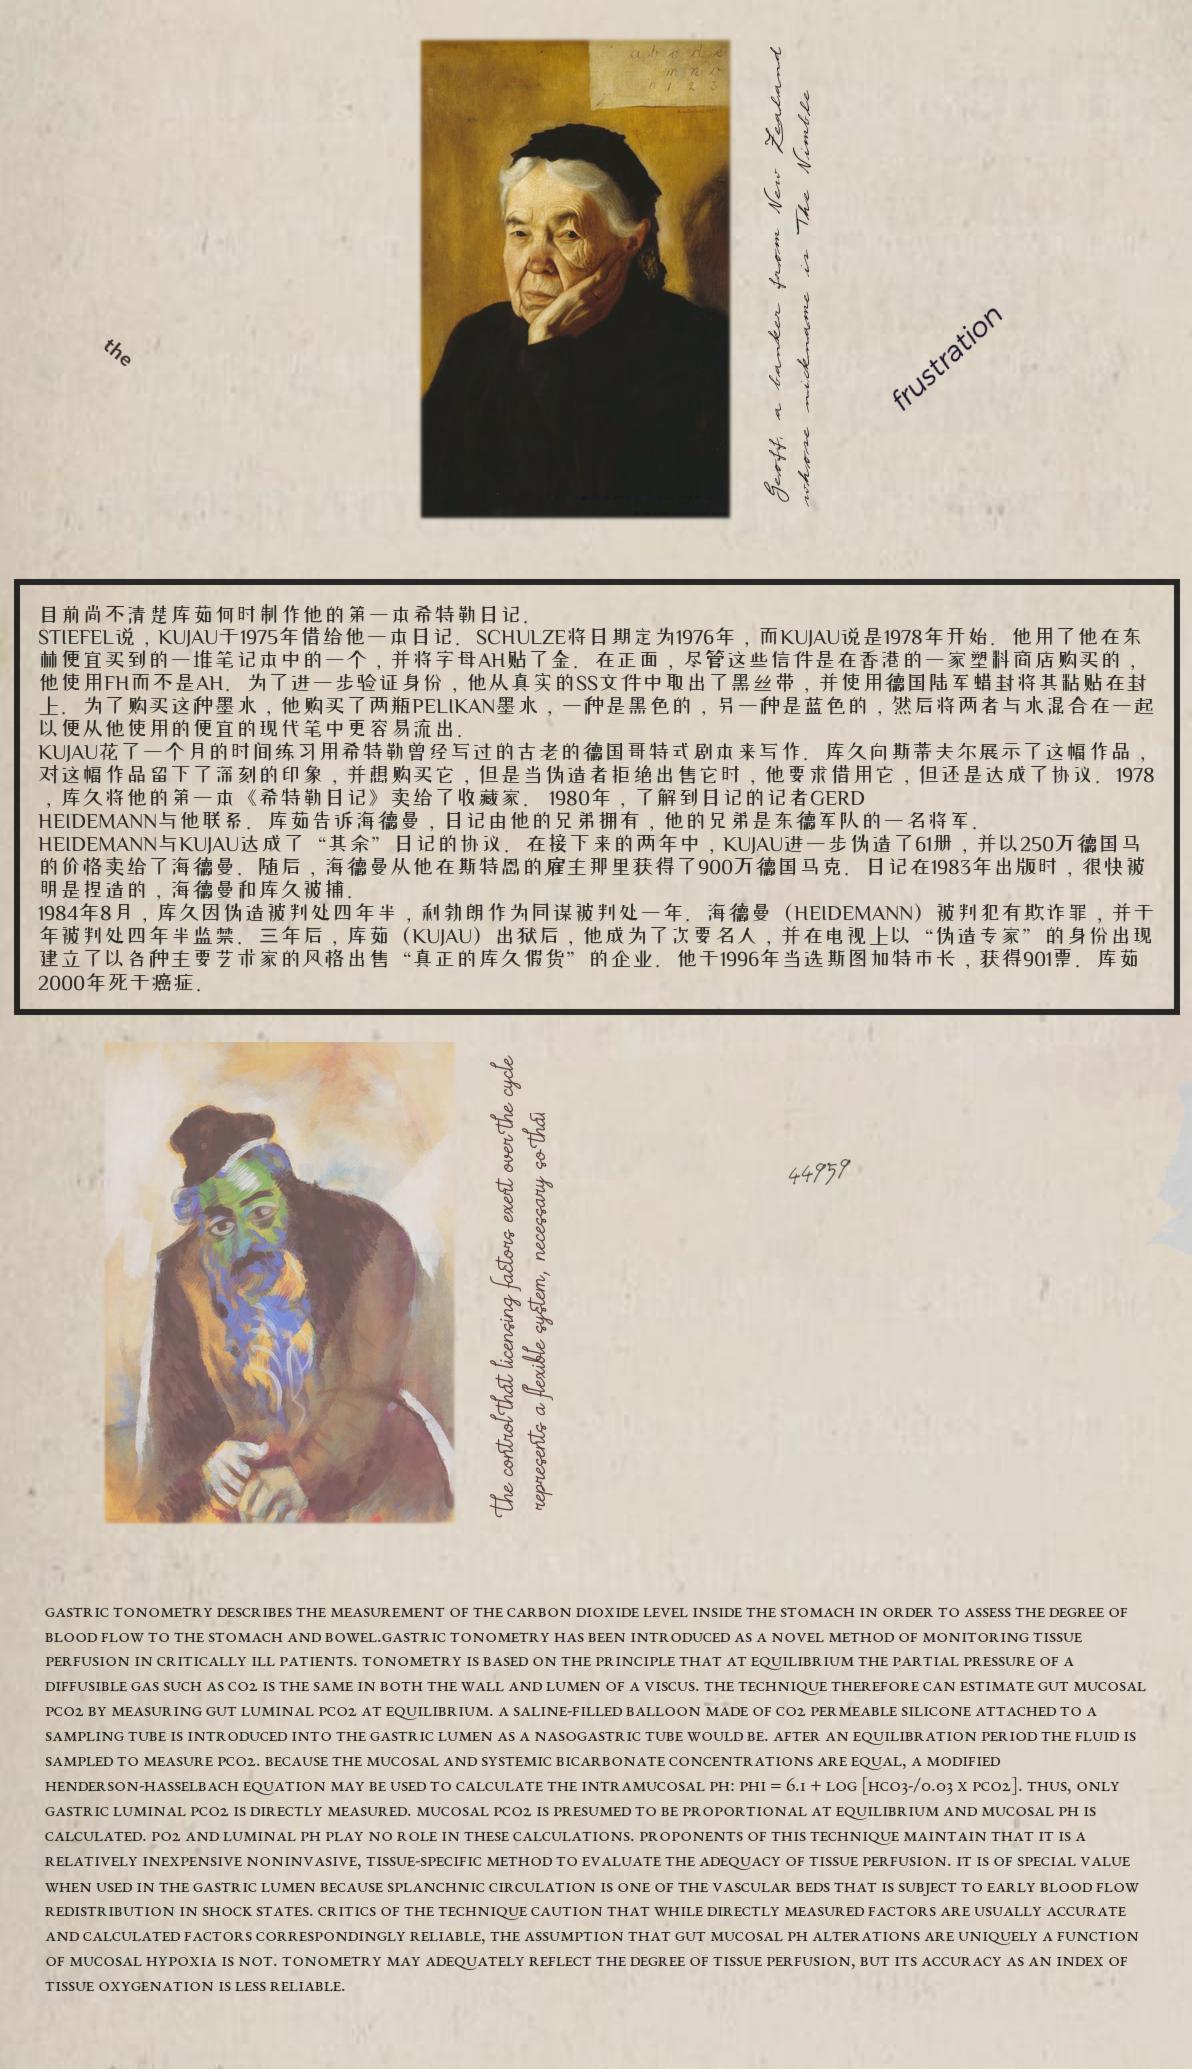 a b c d e
m n o
0 1 2 3
Geoff, a banker from New Zealand
whose nickname is The Nimble
the
frustration
目前尚不清楚库茹何时制作他的第一本希特勒日记.
STIEFEL说,KUJAU于1975年借给他一本日记. SCHULZE将日期定为1976年,而KUJAU说是1978年开始. 他用了他在东
柏林便宜买到的一堆笔记本中的一个,并将字母AH贴了金. 在正面,尽管这些信件是在香港的一家塑料商店购买的,
他使用FH而不是AH. 为了进一步验证身份,他从真实的SS文件中取出了黑丝带,并使用德国陆军蜡封将其黏贴在封
上. 为了购买这种墨水,他购买了两瓶PELIKAN墨水,一种是黑色的,另一种是蓝色的,然后将两者与水混合在一起
以便从他使用的便宜的现代笔中更容易流出.
KUJAU花了一个月的时间练习用希特勒曾经写过的古老的德国哥特式剧本来写作. 库久向斯蒂夫尔展示了这幅作品,
对这幅作品留下了深刻的印象,并想购买它,但是当伪造者拒绝出售它时,他要求借用它,但还是达成了协议. 1978
,库久将他的第一本《希特勒日记》卖给了收藏家. 1980年,了解到日记的记者GERD
HEIDEMANN与他联系. 库茹告诉海德曼,日记由他的兄弟拥有,他的兄弟是东德军队的一名将军.
HEIDEMANN与KUJAU达成了“其余”日记的协议. 在接下来的两年中,KUJAU进一步伪造了61册,并以250万德国马
的价格卖给了海德曼. 随后,海德曼从他在斯特恩的雇主那里获得了900万德国马克. 日记在1983年出版时,很快被
明是捏造的,海德曼和库久被捕.
1984年8月,库久因伪造被判处四年半,利勃朗作为同谋被判处一年. 海德曼(HEIDEMANN)被判犯有欺诈罪,并于
年被判处四年半监禁. 三年后,库茹(KUJAU)出狱后,他成为了次要名人,并在电视上以“伪造专家”的身份出现
建立了以各种主要艺术家的风格出售“真正的库久假货”的企业. 他于1996年当选斯图加特市长,获得901票. 库茹
2000年死于癌症.
the control that licensing factors exert over the cycle
represents a flexible system, necessary so that
44959
GASTRIC TONOMETRY DESCRIBES THE MEASUREMENT OF THE CARBON DIOXIDE LEVEL INSIDE THE STOMACH IN ORDER TO ASSESS THE DEGREE OF
BLOOD FLOW TO THE STOMACH AND BOWEL.GASTRIC TONOMETRY HAS BEEN INTRODUCED AS A NOVEL METHOD OF MONITORING TISSUE
PERFUSION IN CRITICALLY ILL PATIENTS. TONOMETRY IS BASED ON THE PRINCIPLE THAT AT EQUILIBRIUM THE PARTIAL PRESSURE OF A
DIFFUSIBLE GAS SUCH AS CO2 IS THE SAME IN BOTH THE WALL AND LUMEN OF A VISCUS. THE TECHNIQUE THEREFORE CAN ESTIMATE GUT MUCOSAL
PCO2 BY MEASURING GUT LUMINAL PCO2 AT EQUILIBRIUM. A SALINE-FILLED BALLOON MADE OF CO2 PERMEABLE SILICONE ATTACHED TO A
SAMPLING TUBE IS INTRODUCED INTO THE GASTRIC LUMEN AS A NASOGASTRIC TUBE WOULD BE. AFTER AN EQUILIBRATION PERIOD THE FLUID IS
SAMPLED TO MEASURE PCO2. BECAUSE THE MUCOSAL AND SYSTEMIC BICARBONATE CONCENTRATIONS ARE EQUAL, A MODIFIED
HENDERSON-HASSELBACH EQUATION MAY BE USED TO CALCULATE THE INTRAMUCOSAL PH: PHI = 6.1 + LOG [HCO3-/0.03 X PCO2]. THUS, ONLY
GASTRIC LUMINAL PCO2 IS DIRECTLY MEASURED. MUCOSAL PCO2 IS PRESUMED TO BE PROPORTIONAL AT EQUILIBRIUM AND MUCOSAL PH IS
CALCULATED. PO2 AND LUMINAL PH PLAY NO ROLE IN THESE CALCULATIONS. PROPONENTS OF THIS TECHNIQUE MAINTAIN THAT IT IS A
RELATIVELY INEXPENSIVE NONINVASIVE, TISSUE-SPECIFIC METHOD TO EVALUATE THE ADEQUACY OF TISSUE PERFUSION. IT IS OF SPECIAL VALUE
WHEN USED IN THE GASTRIC LUMEN BECAUSE SPLANCHNIC CIRCULATION IS ONE OF THE VASCULAR BEDS THAT IS SUBJECT TO EARLY BLOOD FLOW
REDISTRIBUTION IN SHOCK STATES. CRITICS OF THE TECHNIQUE CAUTION THAT WHILE DIRECTLY MEASURED FACTORS ARE USUALLY ACCURATE
AND CALCULATED FACTORS CORRESPONDINGLY RELIABLE, THE ASSUMPTION THAT GUT MUCOSAL PH ALTERATIONS ARE UNIQUELY A FUNCTION
OF MUCOSAL HYPOXIA IS NOT. TONOMETRY MAY ADEQUATELY REFLECT THE DEGREE OF TISSUE PERFUSION, BUT ITS ACCURACY AS AN INDEX OF
TISSUE OXYGENATION IS LESS RELIABLE.